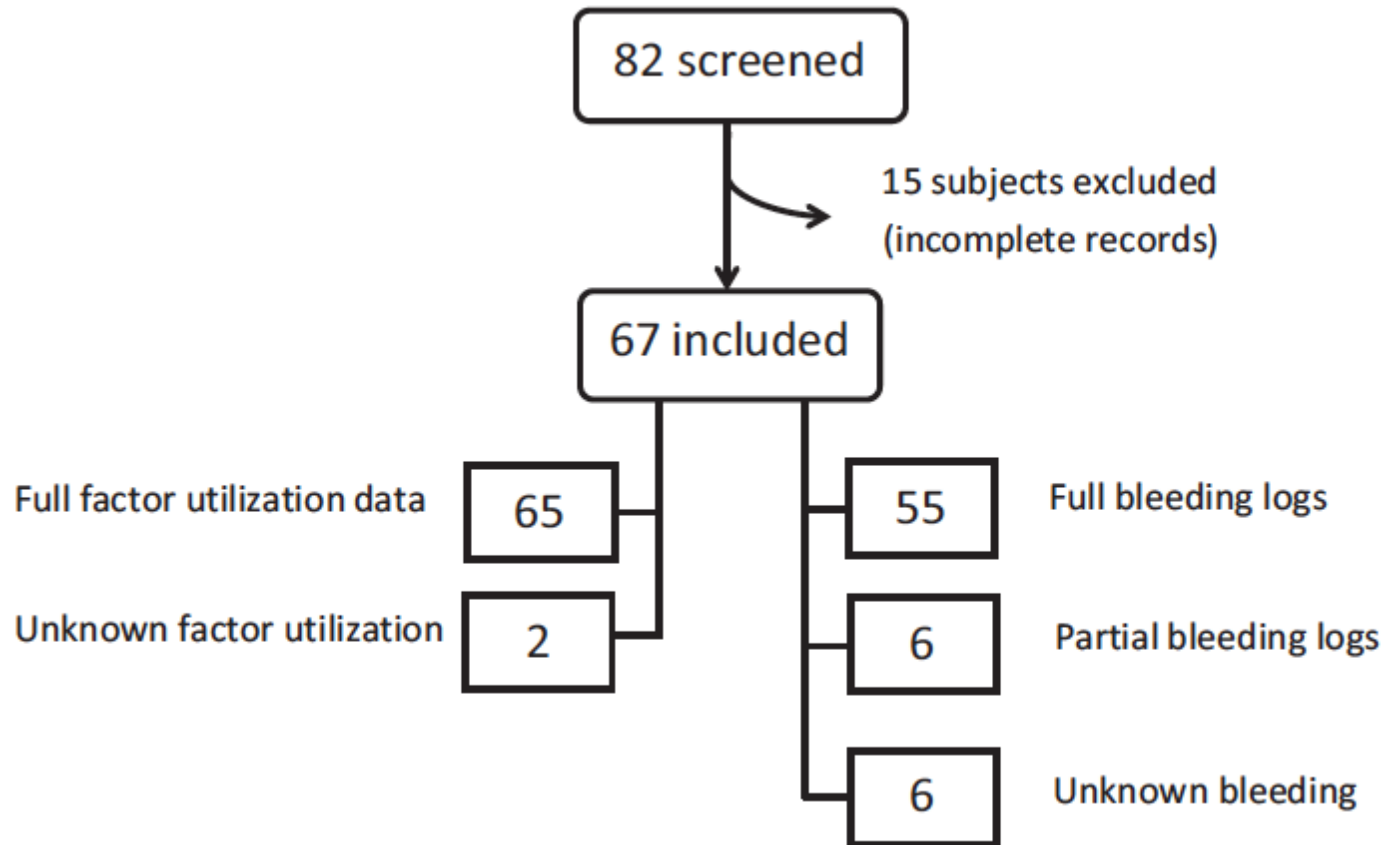 82 screened
15 subjects excluded
(incomplete records)
67 included
Full factor utilization data
65
55
Full bleeding logs
Unknown factor utilization
2
6
Partial bleeding logs
6
Unknown bleeding